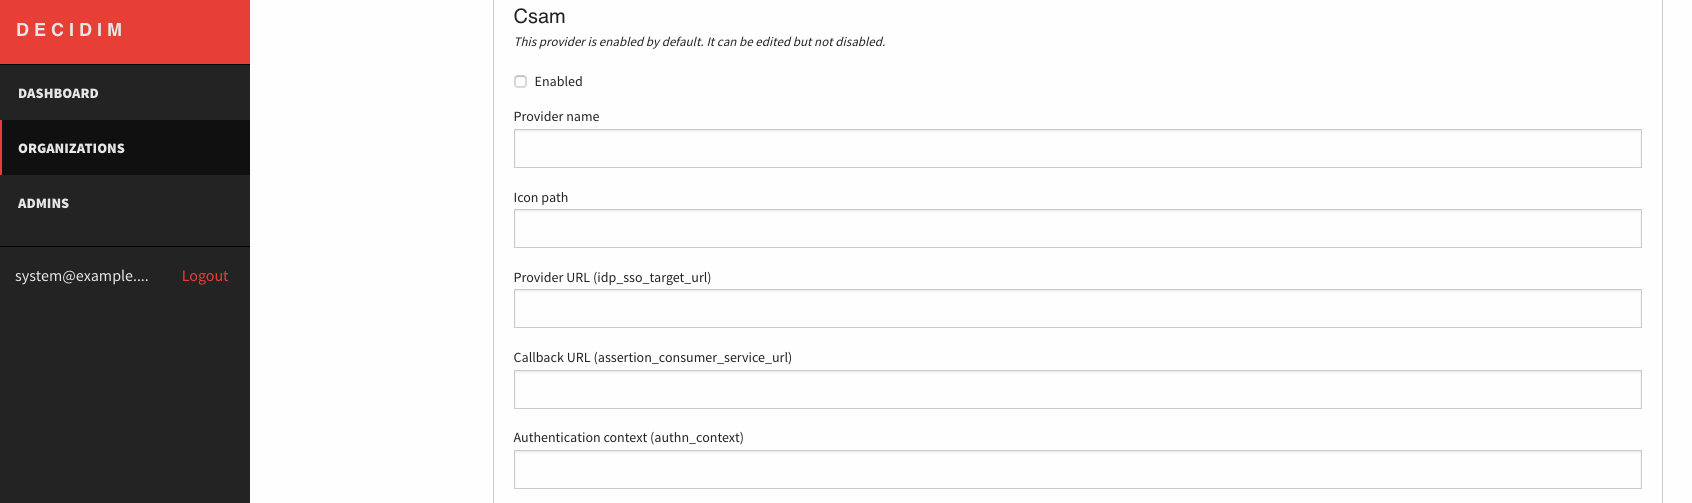 DECIDIM
DASHBOARD
ORGANIZATIONS
ADMINS
system@example.... Logout
Csam
This provider is enabled by default. It can be edited but not disabled.
Enabled
Provider name
Icon path
Provider URL (idp_sso_target_url)
Callback URL (assertion_consumer_service_url)
Authentication context (authn_context)